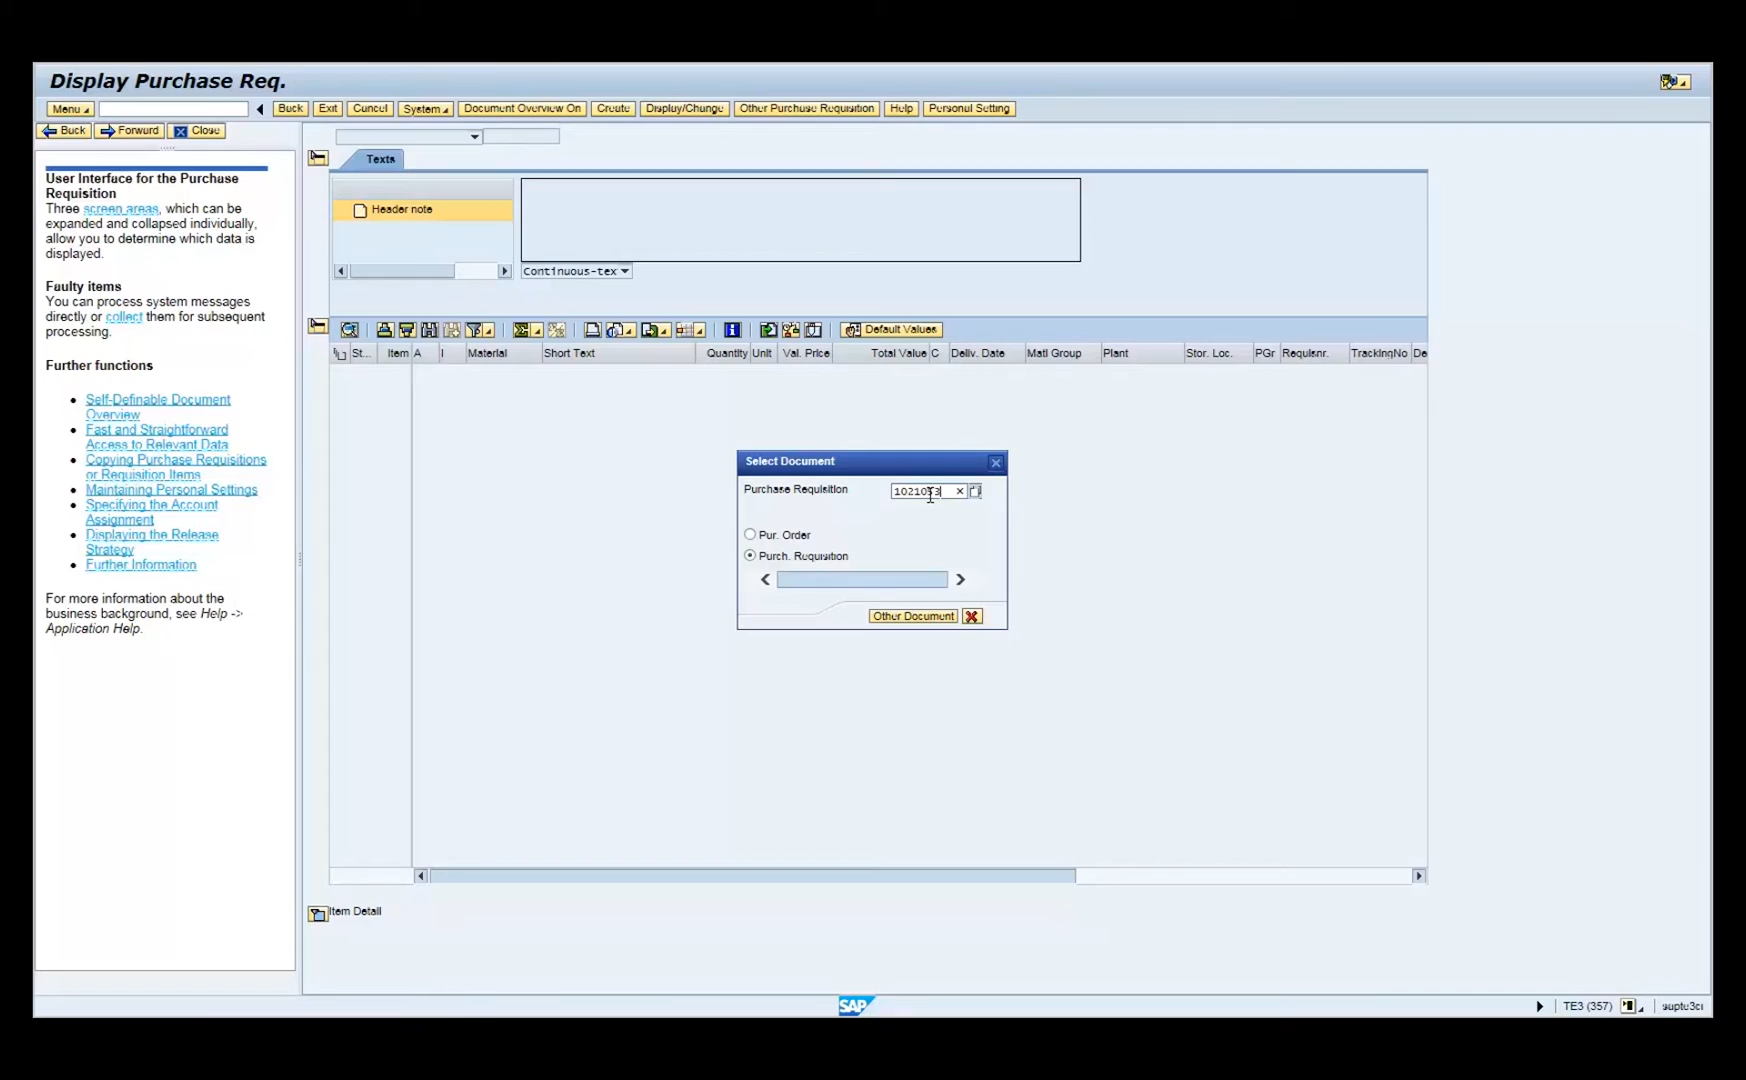 Display Purchase Req.
Menu
Back Exit Cancel System Document Overview On Create Display/Change Other Purchase Requisition Help Personal Setting
Back Forward Close
User Interface for the Purchase
Requisition
Three screen areas, which can be
expanded and collapsed individually,
allow you to determine which data is
displayed.
Faulty items
You can process system messages
directly or collect them for subsequent
processing.
Further functions
Self-Definable Document
Overview
Fast and Straightforward
Access to Relevant Data
Copying Purchase Requisitions
or Requisition Items
Maintaining Personal Settings
Specifying the Account
Assignment
Displaying the Release
Strategy
Further Information
For more information about the
business background, see Help ->
Application Help.
Texts
Header note
Continuous-tex
Default Values
St... Item A I Material Short Text Quantity Unit Val. Price Total Value C Deliv. Date Matl Group Plant Stor. Loc. PGr Requisnr. TrackingNo De
Select Document
Purchase Requisition
Pur. Order
Purch. Requisition
Other Document
Item Detail
SAP
TE3 (357)